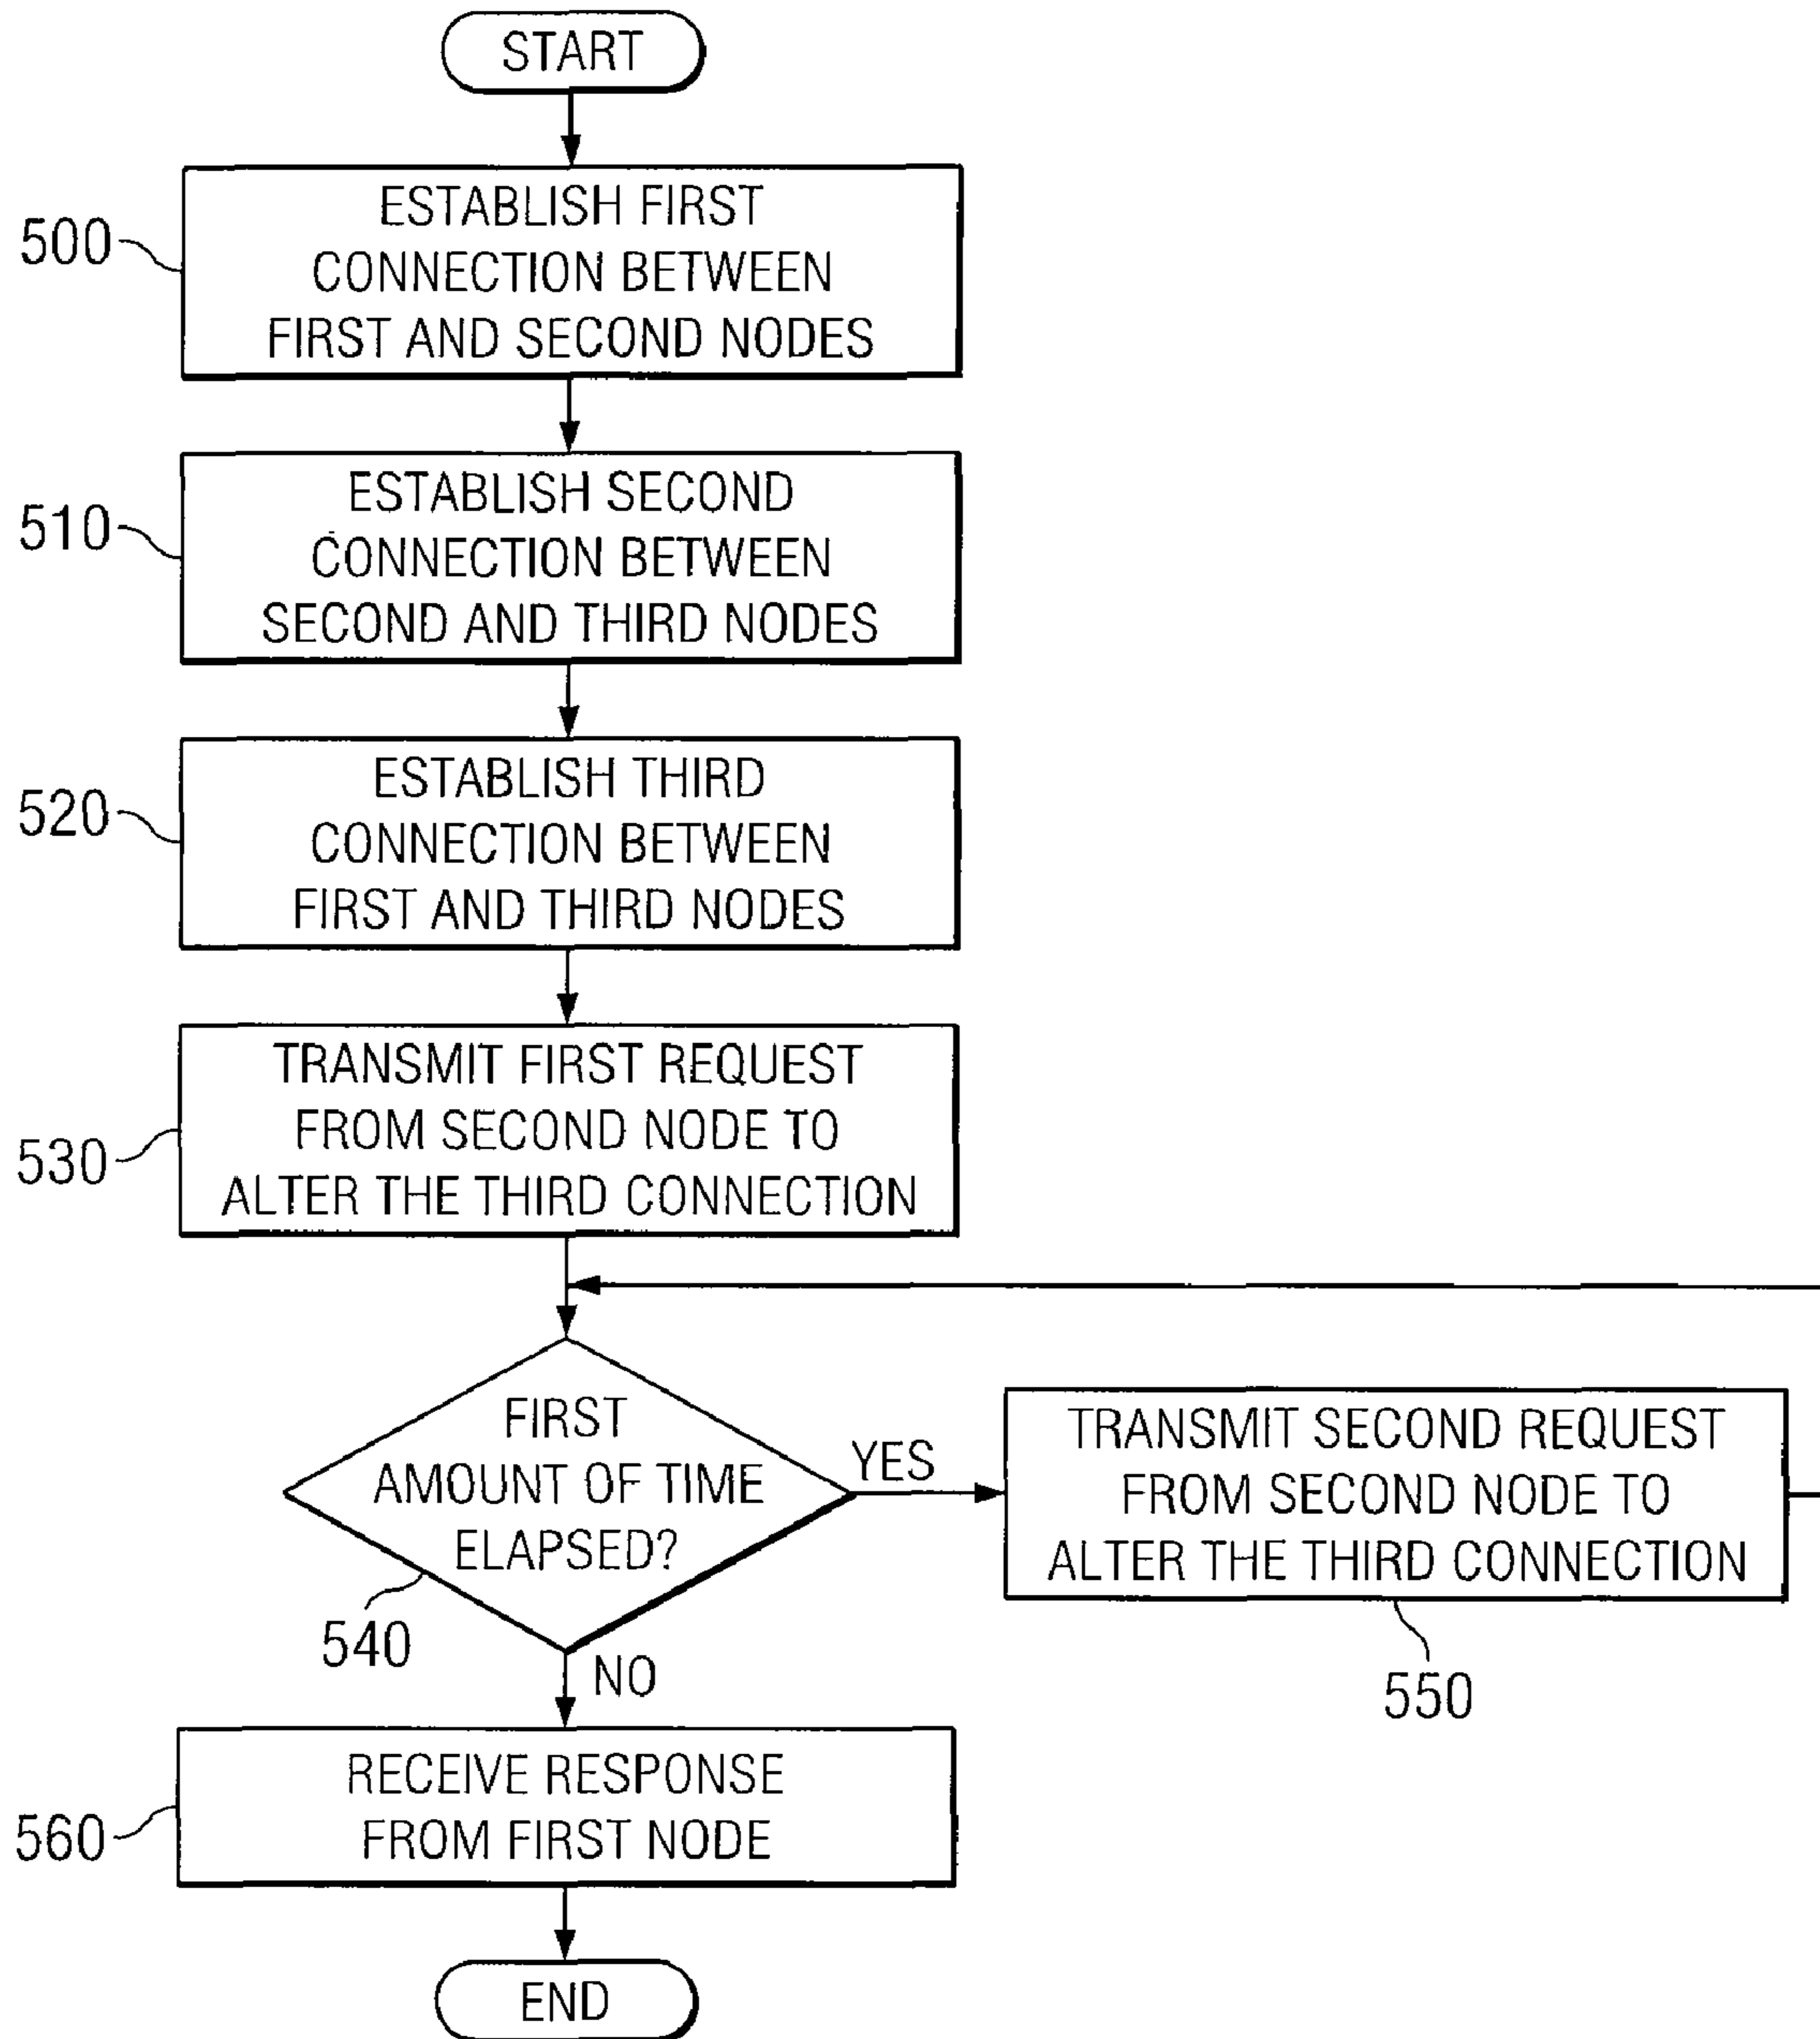 START
500
ESTABLISH FIRST
CONNECTION BETWEEN
FIRST AND SECOND NODES
510
ESTABLISH SECOND
CONNECTION BETWEEN
SECOND AND THIRD NODES
520
ESTABLISH THIRD
CONNECTION BETWEEN
FIRST AND THIRD NODES
530
TRANSMIT FIRST REQUEST
FROM SECOND NODE TO
ALTER THE THIRD CONNECTION
FIRST
AMOUNT OF TIME
ELAPSED?
540
YES
TRANSMIT SECOND REQUEST
FROM SECOND NODE TO
ALTER THE THIRD CONNECTION
550
NO
560
RECEIVE RESPONSE
FROM FIRST NODE
END